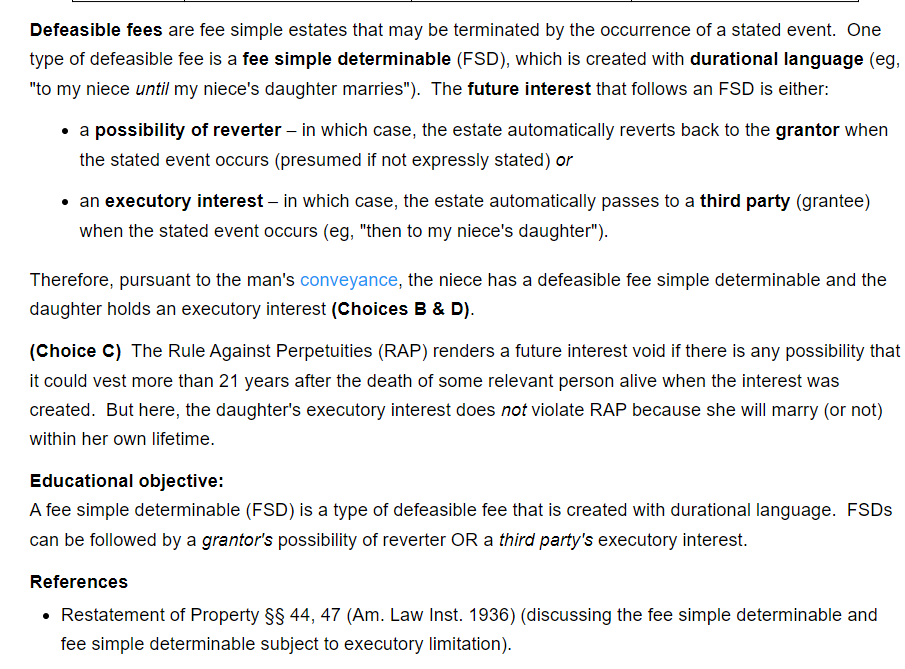 Defeasible fees are fee simple estates that may be terminated by the occurrence of a stated event. One
type of defeasible fee is a fee simple determinable (FSD), which is created with durational language (eg,
"to my niece until my niece's daughter marries"). The future interest that follows an FSD is either:
• a possibility of reverter – in which case, the estate automatically reverts back to the grantor when
the stated event occurs (presumed if not expressly stated) or
• an executory interest – in which case, the estate automatically passes to a third party (grantee)
when the stated event occurs (eg, "then to my niece's daughter").
Therefore, pursuant to the man's conveyance, the niece has a defeasible fee simple determinable and the
daughter holds an executory interest (Choices B & D).
(Choice C) The Rule Against Perpetuities (RAP) renders a future interest void if there is any possibility that
it could vest more than 21 years after the death of some relevant person alive when the interest was
created. But here, the daughter's executory interest does not violate RAP because she will marry (or not)
within her own lifetime.
Educational objective:
A fee simple determinable (FSD) is a type of defeasible fee that is created with durational language. FSDs
can be followed by a grantor's possibility of reverter OR a third party's executory interest.
References
• Restatement of Property §§ 44, 47 (Am. Law Inst. 1936) (discussing the fee simple determinable and
fee simple determinable subject to executory limitation).